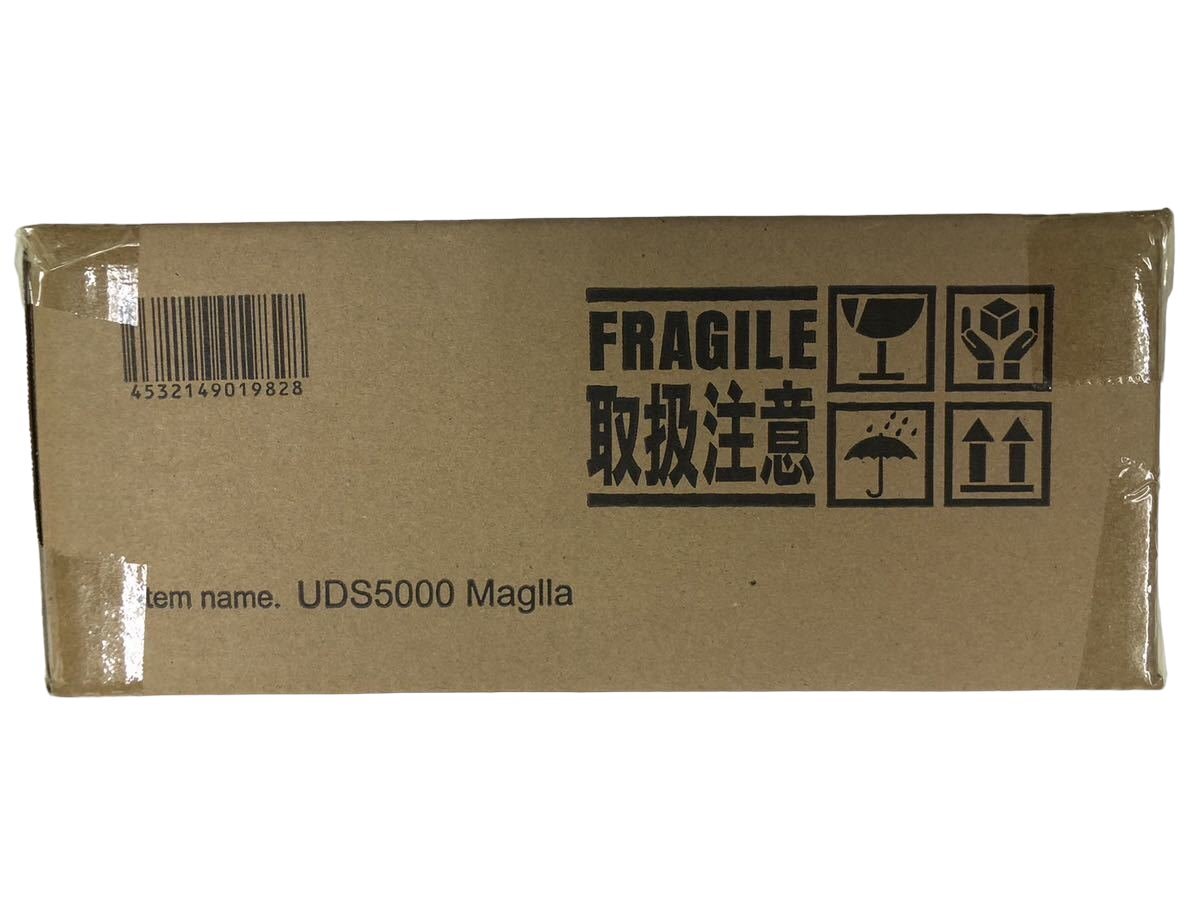 4532149019828
FRAGILE
取扱注意
tem name. UDS5000 Maglla